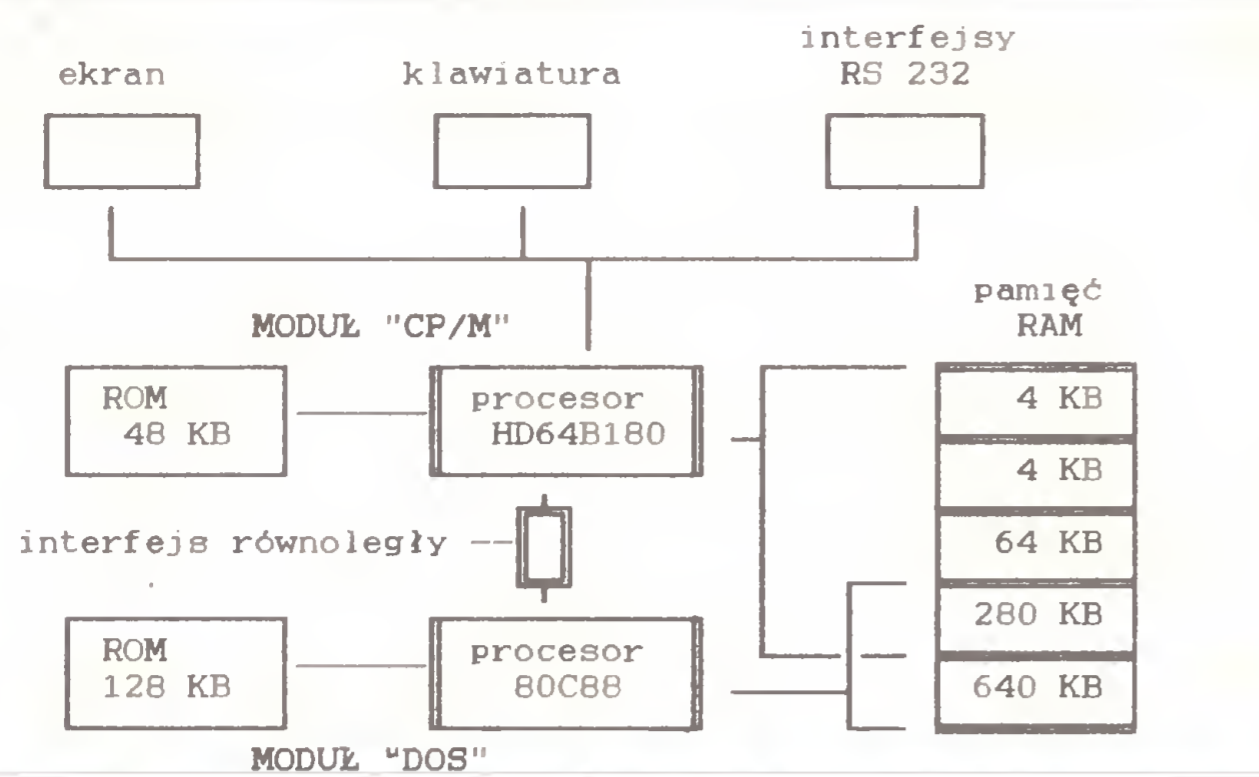 interfejsy
ekran klawiatura RS 232
pamięć
MODUŁ "CP/M" RAM
ROM procesor 4 KB
48 KB HD64B180
4 KB
interfejs równoległy 64 KB
280 KB
ROM procesor
128 KB 80C88 640 KB
MODUŁ "DOS"